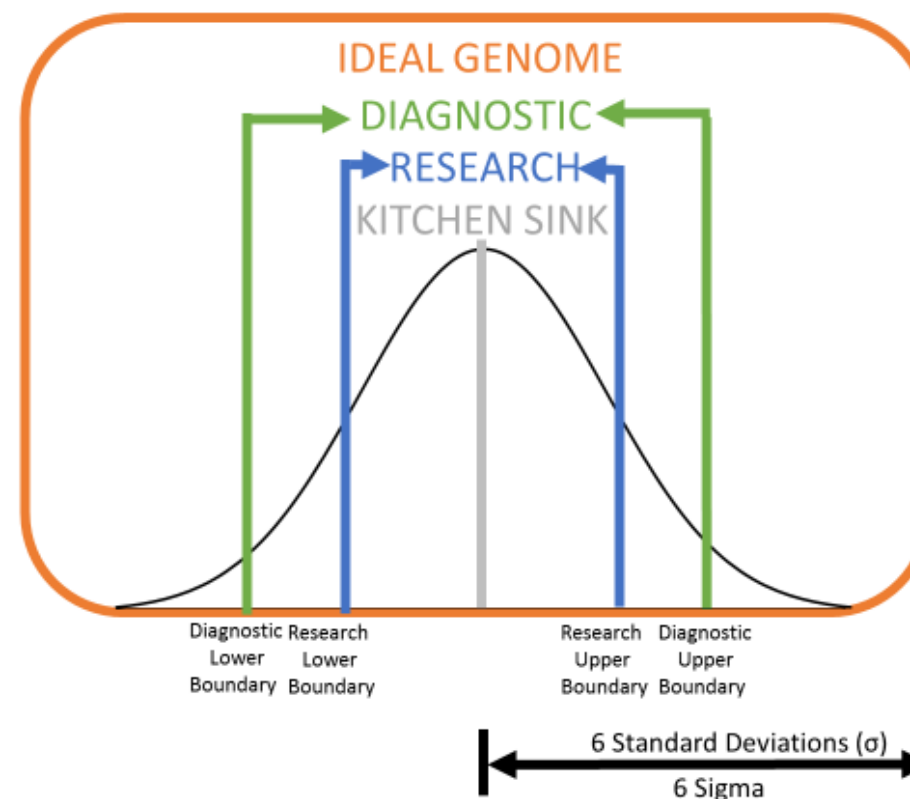 IDEAL GENOME
DIAGNOSTIC
RESEARCH
KITCHEN SINK
Diagnostic
Lower
Boundary
Research
Lower
Boundary
Research
Upper
Boundary
Diagnostic
Upper
Boundary
6 Standard Deviations (σ)
6 Sigma